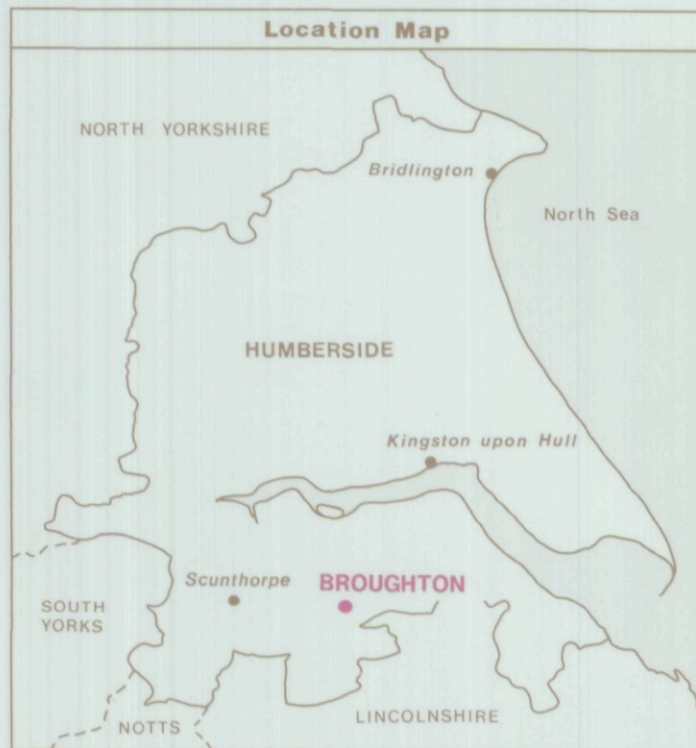 Location Map
NORTH YORKSHIRE
Bridlington
North Sea
HUMBERSIDE
Kingston upon Hull
Scunthorpe
BROUGHTON
SOUTH
YORKS
LINCOLNSHIRE
NOTTS